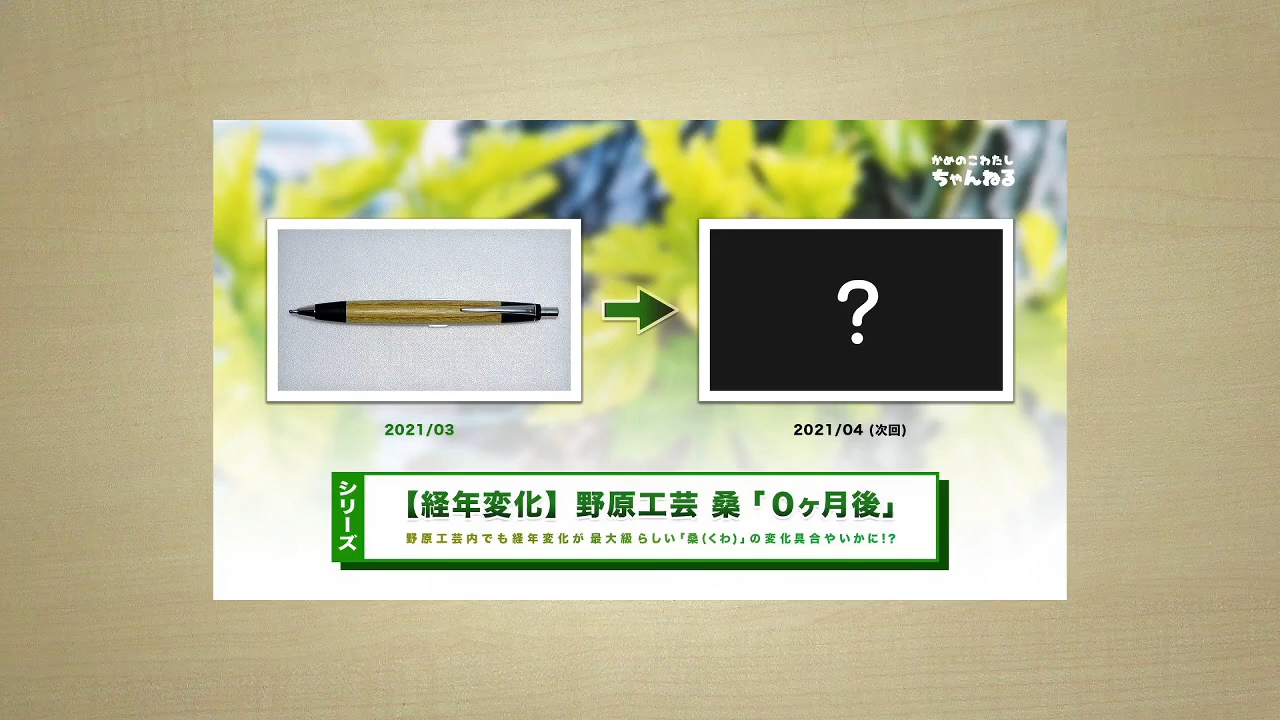 かめのこわたし
ちゃんねる
?
2021/03
2021/04 (次回)
シリーズ
【経年変化】野原工芸 桑「0ヶ月後」
野原工芸内でも経年変化が最大級らしい「桑(くわ)」の変化具合やいかに!?